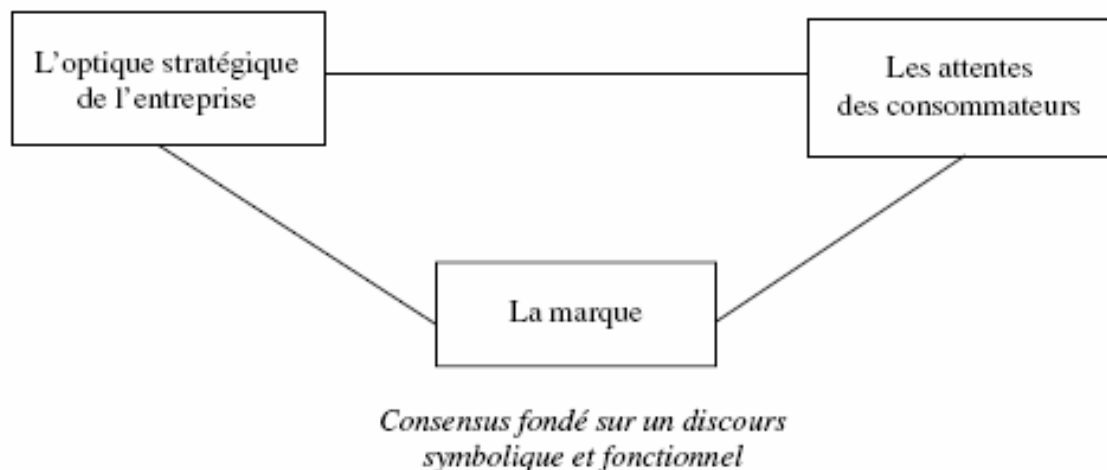 L’optique stratégique
de l’entreprise
Les attentes
des consommateurs
La marque
Consensus fondé sur un discours
symbolique et fonctionnel